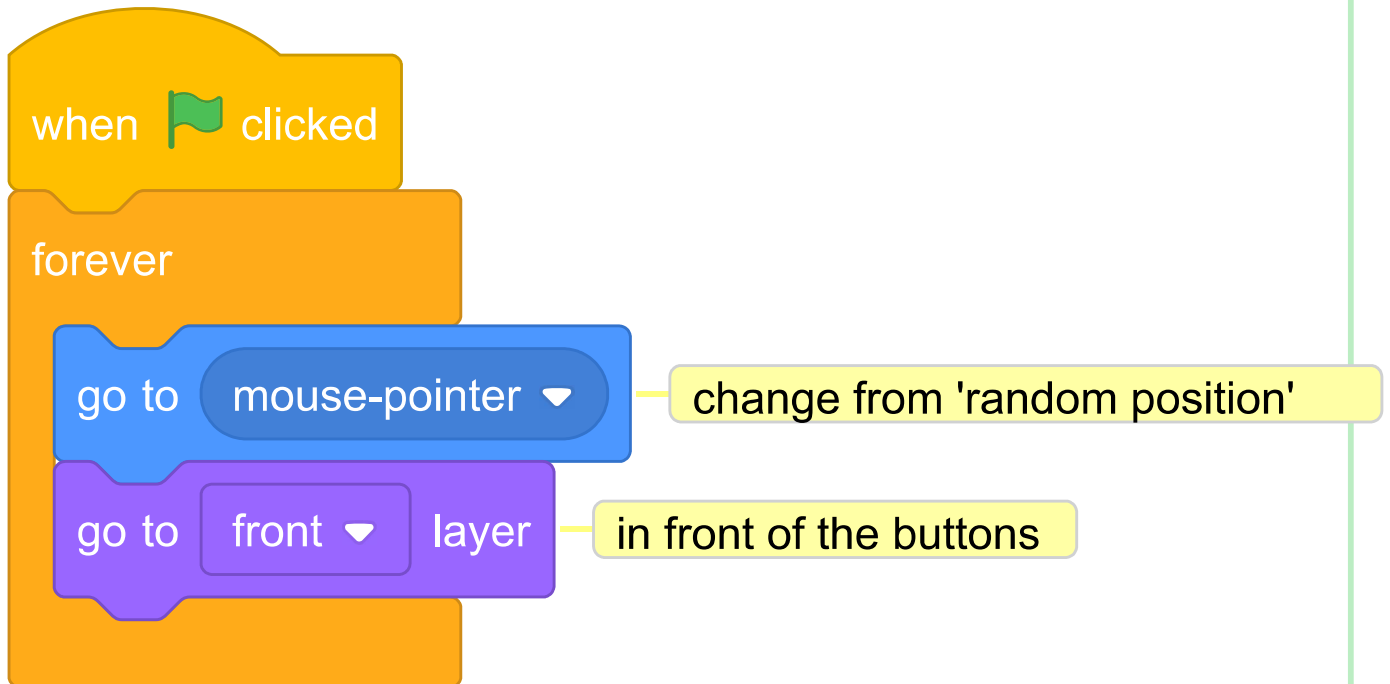 when clicked
forever
go to mouse-pointer change from 'random position'
go to front layer in front of the buttons